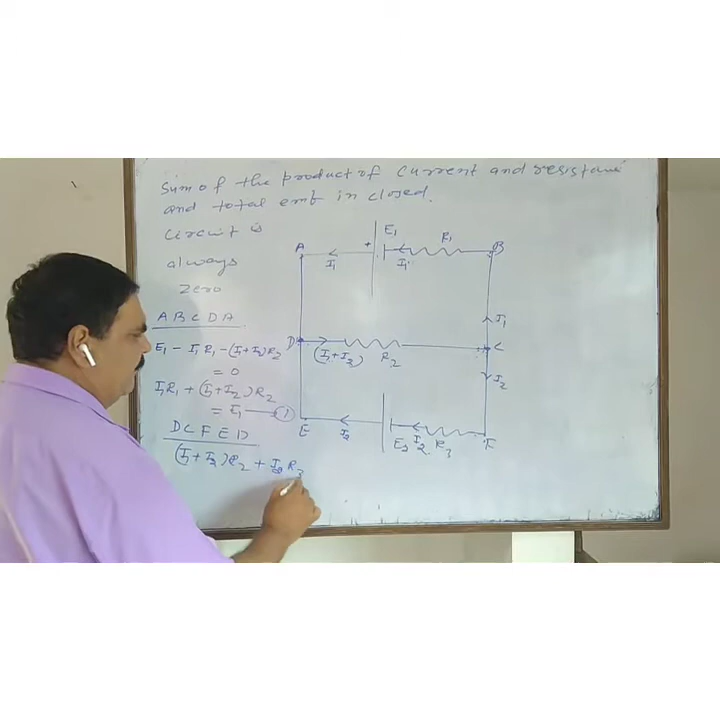 Sum of the product of current and resistance
and total emf in closed.
circuit is
always
zero
A B C D A
E₁ - I₁R₁ - (I₁+I₂)R₂
= 0
I₁R₁ + (I₁+I₂)R₂
= E₁ → 1
D C F E D
(I₁+I₂)R₂ + I₂R₃
A
I₁
+
E₁
I₁
R₁
B
I₁
D
(I₁+I₂)
R₂
C
I₂
E
I₂
E₂
I₂
R₃
F